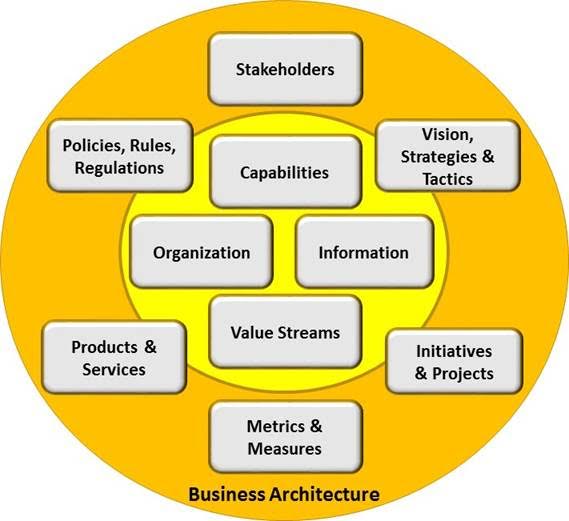 Stakeholders
Policies, Rules,
Regulations
Vision,
Strategies &
Tactics
Capabilities
Organization
Information
Value Streams
Products &
Services
Initiatives
& Projects
Metrics &
Measures
Business Architecture